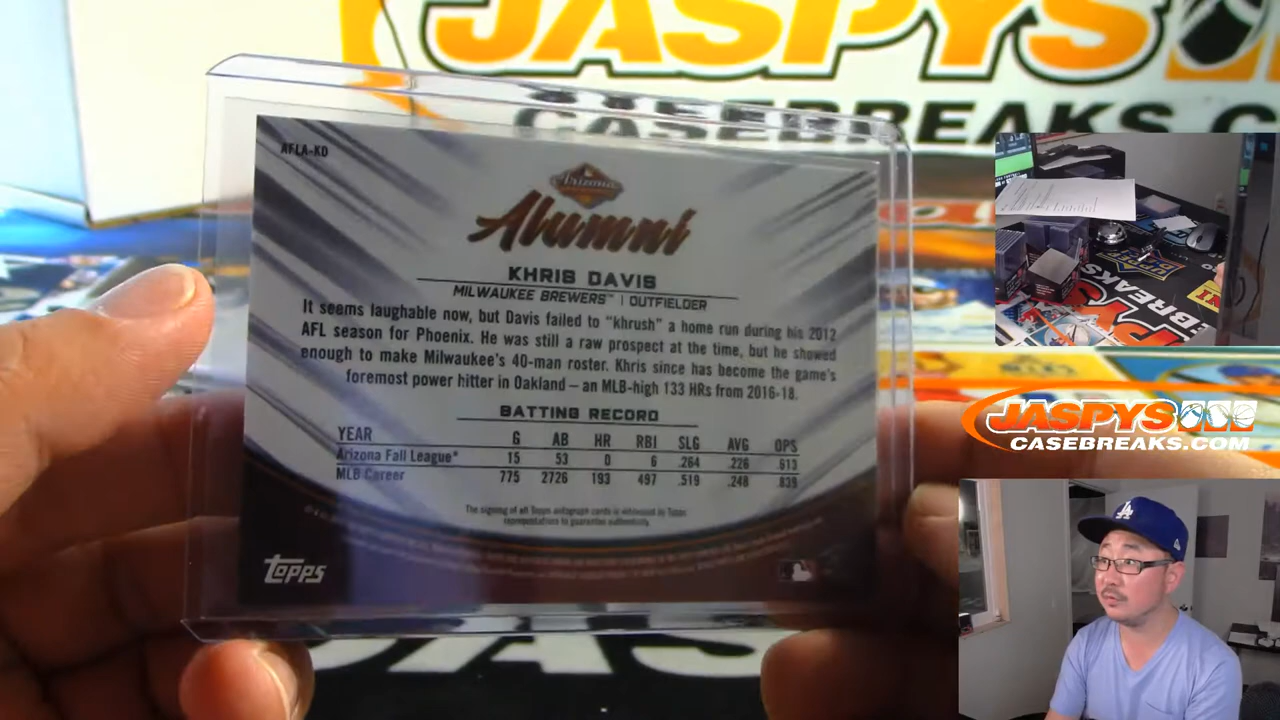 JASPYS
CASEBREAKS.C
AFLA-KD
Arizona
Alumni
KHRIS DAVIS
MILWAUKEE BREWERS™ | OUTFIELDER
It seems laughable now, but Davis failed to "khrush" a home run during his 2012
AFL season for Phoenix. He was still a raw prospect at the time, but he showed
enough to make Milwaukee's 40-man roster. Khris since has become the game's
foremost power hitter in Oakland – an MLB-high 133 HRs from 2016-18.
BATTING RECORD
YEAR G AB HR RBI SLG AVG OPS
Arizona Fall League* 15 53 0 6 .264 .226 .613
MLB Career 775 2726 193 497 .519 .248 .839
The signing of all Topps autograph cards is witnessed by Topps
representatives to guarantee authenticity.
topps
EBREAKS
UPPER DECK
PANINI
JASPYS
CASEBREAKS.COM
LA